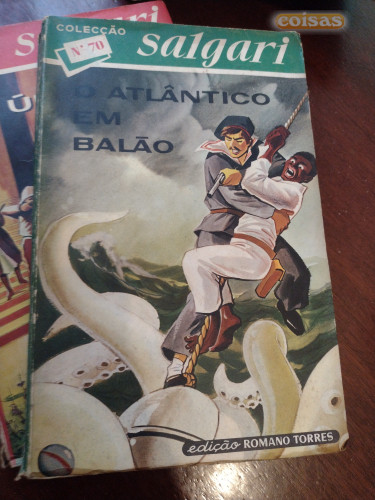 coisas
COLECÇÃO
Nº 70
salgari
O ATLÂNTICO
EM
BALÃO
edição ROMANO TORRES